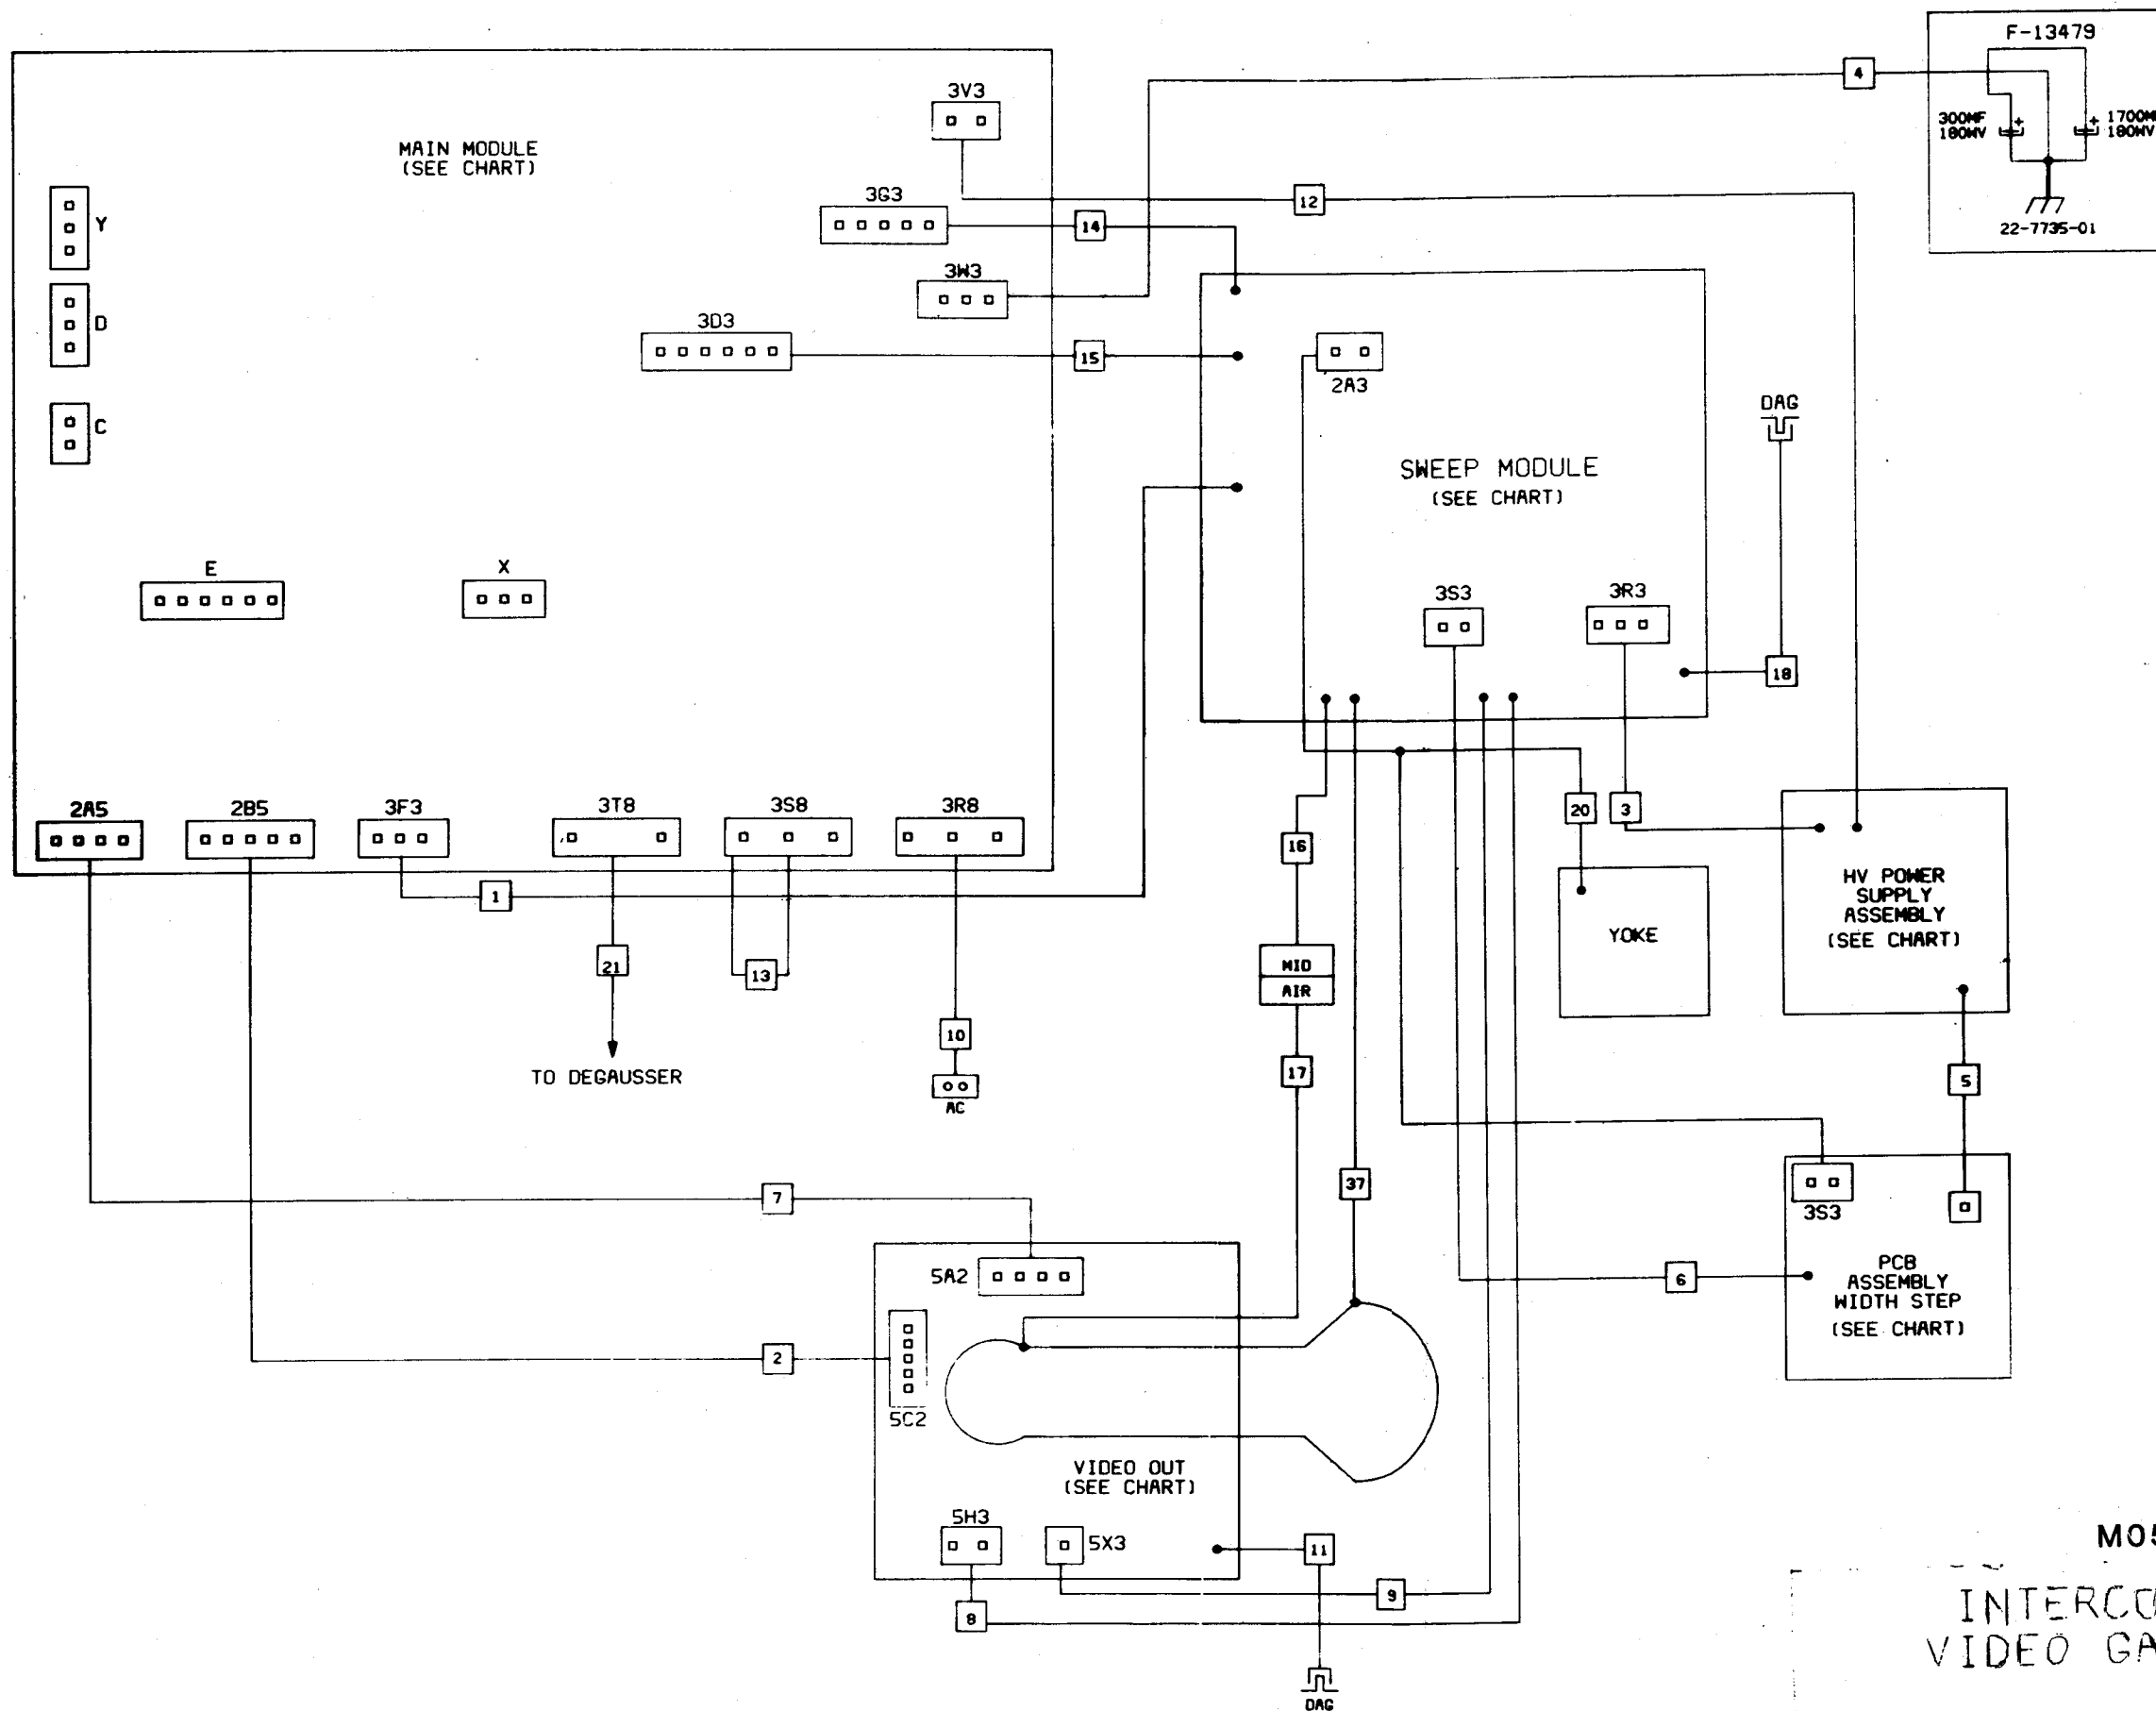 F-13479
4
300MF
180WV
+
+
1700M
180WV
22-7735-01
3V3
MAIN MODULE
(SEE CHART)
3G3
12
14
Y
3W3
D
3D3
15
2A3
C
DAG
SWEEP MODULE
(SEE CHART)
E
X
3S3
3R3
18
2A5
2B5
3F3
3T8
3S8
3R8
20
3
16
1
HV POWER
SUPPLY
ASSEMBLY
(SEE CHART)
YOKE
21
13
MID
AIR
10
AC
TO DEGAUSSER
17
5
7
37
3S3
5A2
6
PCB
ASSEMBLY
WIDTH STEP
(SEE CHART)
2
5C2
VIDEO OUT
(SEE CHART)
5H3
5X3
11
9
8
DAG
M05
INTERCO
VIDEO GA